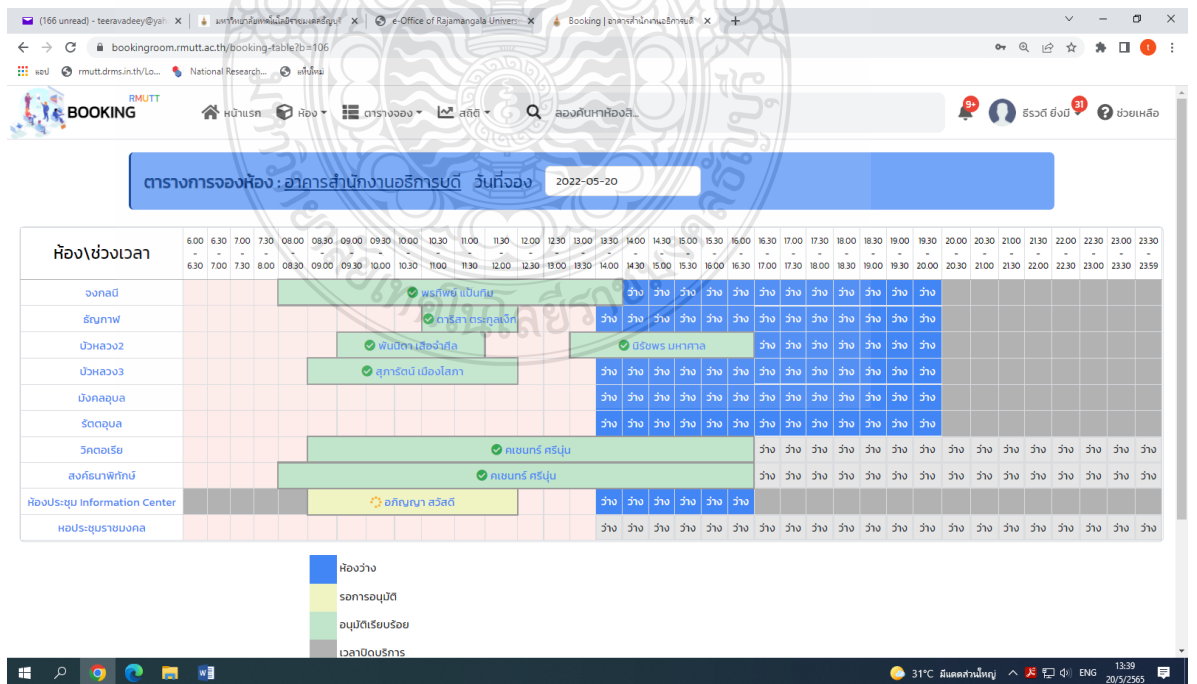 (166 unread) - teeravadeey@yah
มหาวิทยาลัยเทคโนโลยีราชมงคลธัญบุรี
e-Office of Rajamangala Univers
Booking | อาคารสำนักงานอธิการบดี
bookingroom.rmutt.ac.th/booking-table?b=106
แอป rmutt.drms.in.th/Lo... National Research... แท็บใหม่
BOOKING RMUTT หน้าแรก ห้อง ตารางจอง สถิติ ลองค้นหาห้องสิ... 9+ ธีรวดี ยิ่งมี 31 ช่วยเหลือ
ตารางการจองห้อง : อาคารสำนักงานอธิการบดี วันที่จอง 2022-05-20
ห้อง\ช่วงเวลา
6.00 6.30 7.00 7.30 08.00 08.30 09.00 09.30 10.00 10.30 11.00 11.30 12.00 12.30 13.00 13.30 14.00 14.30 15.00 15.30 16.00 16.30 17.00 17.30 18.00 18.30 19.00 19.30 20.00 20.30 21.00 21.30 22.00 22.30 23.00 23.30
- - - - - - - - - - - - - - - - - - - - - - - - - - - - - - - - - - - -
6.30 7.00 7.30 8.00 08.30 09.00 09.30 10.00 10.30 11.00 11.30 12.00 12.30 13.00 13.30 14.00 14.30 15.00 15.30 16.00 16.30 17.00 17.30 18.00 18.30 19.00 19.30 20.00 20.30 21.00 21.30 22.00 22.30 23.00 23.30 23.59
จงกลนี พรทิพย์ แป้นทิม ว่าง ว่าง ว่าง ว่าง ว่าง ว่าง ว่าง ว่าง ว่าง ว่าง ว่าง ว่าง
ธัญกาฬ ดาริสา ตระกูลเง็ก ว่าง ว่าง ว่าง ว่าง ว่าง ว่าง ว่าง ว่าง ว่าง ว่าง ว่าง ว่าง ว่าง
บัวหลวง2 พันนิดา เสือจำศีล นิรัชพร มหาศาล ว่าง ว่าง ว่าง ว่าง ว่าง ว่าง ว่าง
บัวหลวง3 สุภารัตน์ เมืองโสภา ว่าง ว่าง ว่าง ว่าง ว่าง ว่าง ว่าง ว่าง ว่าง ว่าง ว่าง ว่าง ว่าง
มังคลอุบล ว่าง ว่าง ว่าง ว่าง ว่าง ว่าง ว่าง ว่าง ว่าง ว่าง ว่าง ว่าง ว่าง
รัตตอุบล ว่าง ว่าง ว่าง ว่าง ว่าง ว่าง ว่าง ว่าง ว่าง ว่าง ว่าง ว่าง ว่าง
วิคตอเรีย คเชนทร์ ศรีนุ่น ว่าง ว่าง ว่าง ว่าง ว่าง ว่าง ว่าง ว่าง ว่าง ว่าง ว่าง ว่าง ว่าง ว่าง ว่าง
สงค์ธนาพิทักษ์ คเชนทร์ ศรีนุ่น ว่าง ว่าง ว่าง ว่าง ว่าง ว่าง ว่าง ว่าง ว่าง ว่าง ว่าง ว่าง ว่าง ว่าง ว่าง
ห้องประชุม Information Center อภิญญา สวัสดี ว่าง ว่าง ว่าง ว่าง ว่าง ว่าง
หอประชุมราชมงคล ว่าง ว่าง ว่าง ว่าง ว่าง ว่าง ว่าง ว่าง ว่าง ว่าง ว่าง ว่าง ว่าง ว่าง ว่าง ว่าง ว่าง ว่าง ว่าง ว่าง ว่าง
ห้องว่าง
รอการอนุมัติ
อนุมัติเรียบร้อย
เวลาปิดบริการ
31°C มีแดดส่วนใหญ่ ENG 13:39
20/5/2565